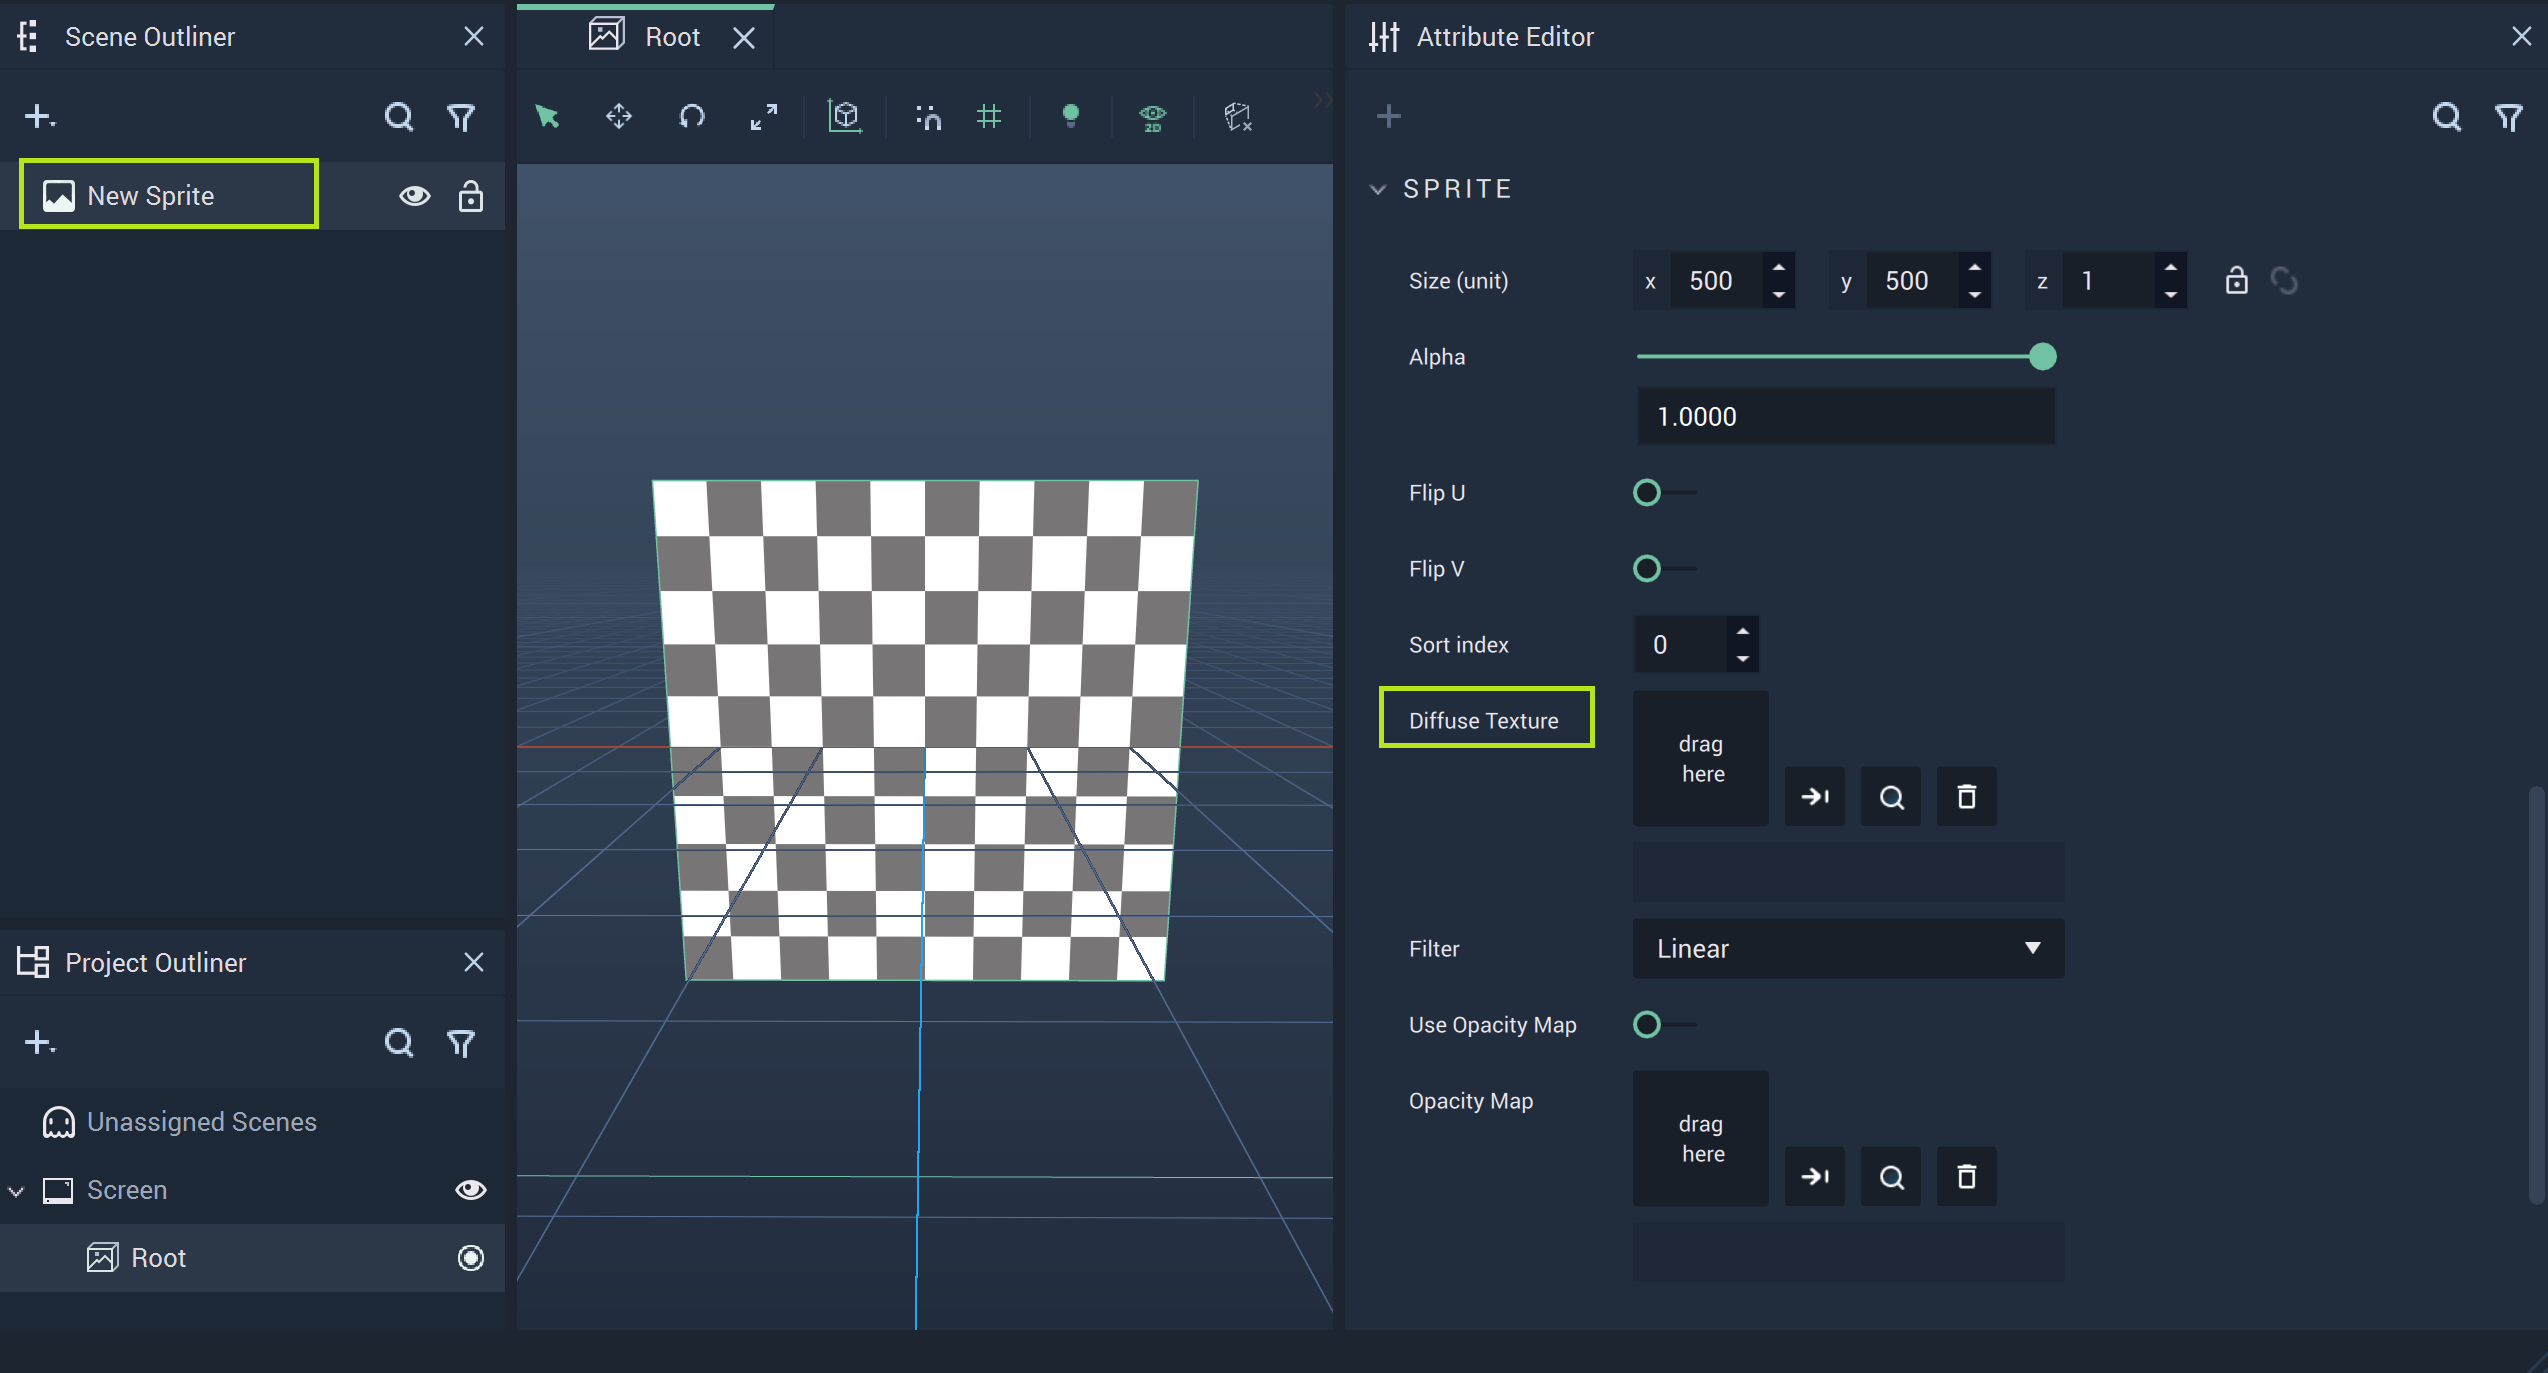 Scene Outliner
New Sprite
Project Outliner
Unassigned Scenes
Screen
Root
Root
2D
Attribute Editor
SPRITE
Size (unit) x 500 y 500 z 1
Alpha
1.0000
Flip U
Flip V
Sort index 0
Diffuse Texture
drag
here
Filter Linear
Use Opacity Map
Opacity Map
drag
here